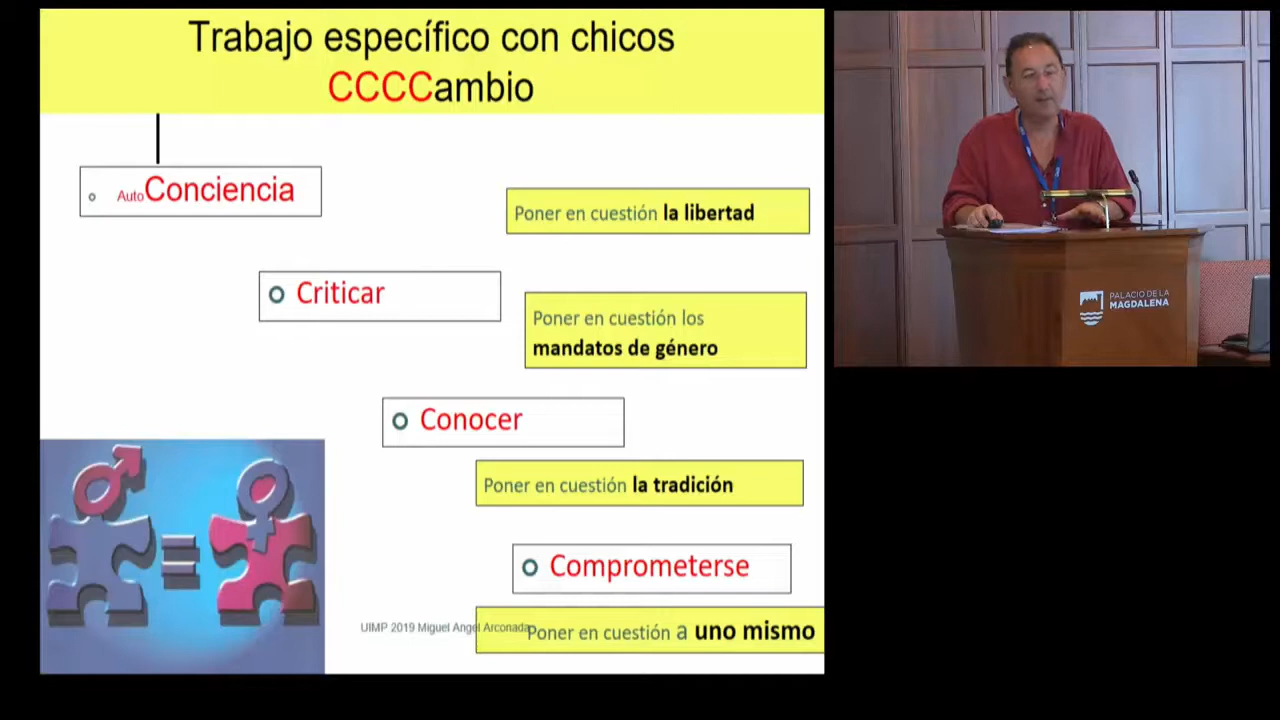 Trabajo específico con chicos
CCCCambio
AutoConciencia
Poner en cuestión la libertad
Criticar
Poner en cuestión los
mandatos de género
Conocer
Poner en cuestión la tradición
Comprometerse
UIMP 2019 Miguel Angel Arconada
Poner en cuestión a uno mismo
PALACIO DE LA
MAGDALENA